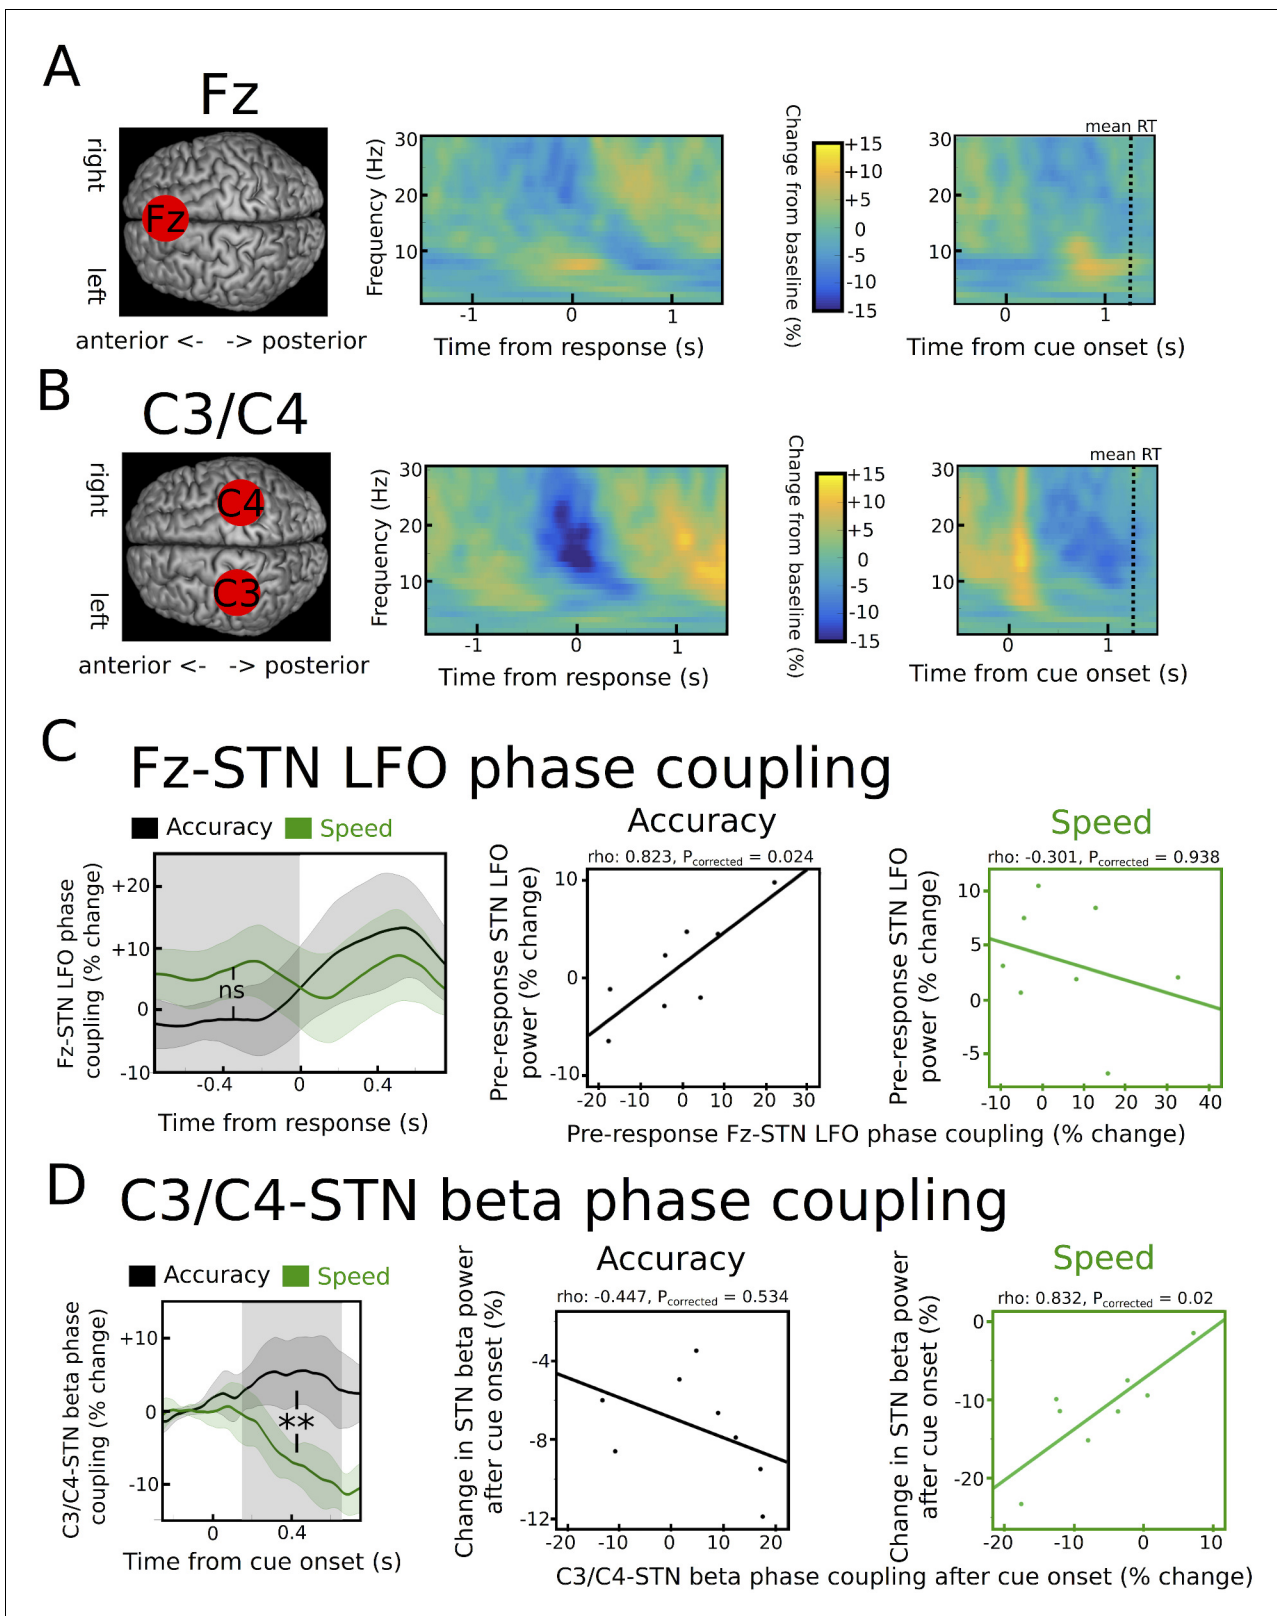 A
Fz
right
left
Fz
anterior <- -> posterior
Frequency (Hz)
30
20
10
-1
0
1
Time from response (s)
Change from baseline (%)
+15
+10
+5
0
-5
-10
-15
mean RT
30
20
10
0
1
Time from cue onset (s)
B
C3/C4
right
left
C4
C3
anterior <- -> posterior
Frequency (Hz)
30
20
10
-1
0
1
Time from response (s)
Change from baseline (%)
+15
+10
+5
0
-5
-10
-15
mean RT
30
20
10
0
1
Time from cue onset (s)
C
Fz-STN LFO phase coupling
Accuracy
Speed
Fz-STN LFO phase
coupling (% change)
+20
+10
0
-10
ns
-0.4
0
0.4
Time from response (s)
Accuracy
rho: 0.823, Pcorrected = 0.024
Pre-response STN LFO
power (% change)
10
0
-10
-20
-10
0
10
20
30
Speed
rho: -0.301, Pcorrected = 0.938
Pre-response STN LFO
power (% change)
10
5
0
-5
-10
0
10
20
30
40
Pre-response Fz-STN LFO phase coupling (% change)
D
C3/C4-STN beta phase coupling
Accuracy
Speed
C3/C4-STN beta phase
coupling (% change)
+10
0
-10
**
0
0.4
Time from cue onset (s)
Accuracy
rho: -0.447, Pcorrected = 0.534
Change in STN beta power
after cue onset (%)
-4
-8
-12
-20
-10
0
10
20
Speed
rho: 0.832, Pcorrected = 0.02
Change in STN beta power
after cue onset (%)
0
-10
-20
-20
-10
0
10
C3/C4-STN beta phase coupling after cue onset (% change)